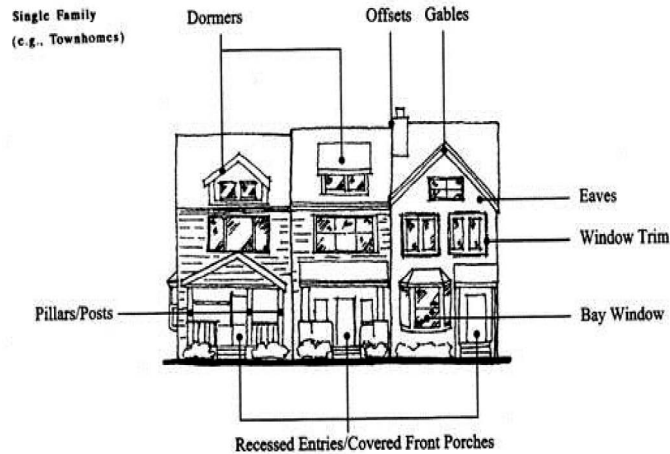 Single Family
(e.g., Townhomes)
Dormers
Offsets
Gables
Eaves
Window Trim
Pillars/Posts
Bay Window
Recessed Entries/Covered Front Porches